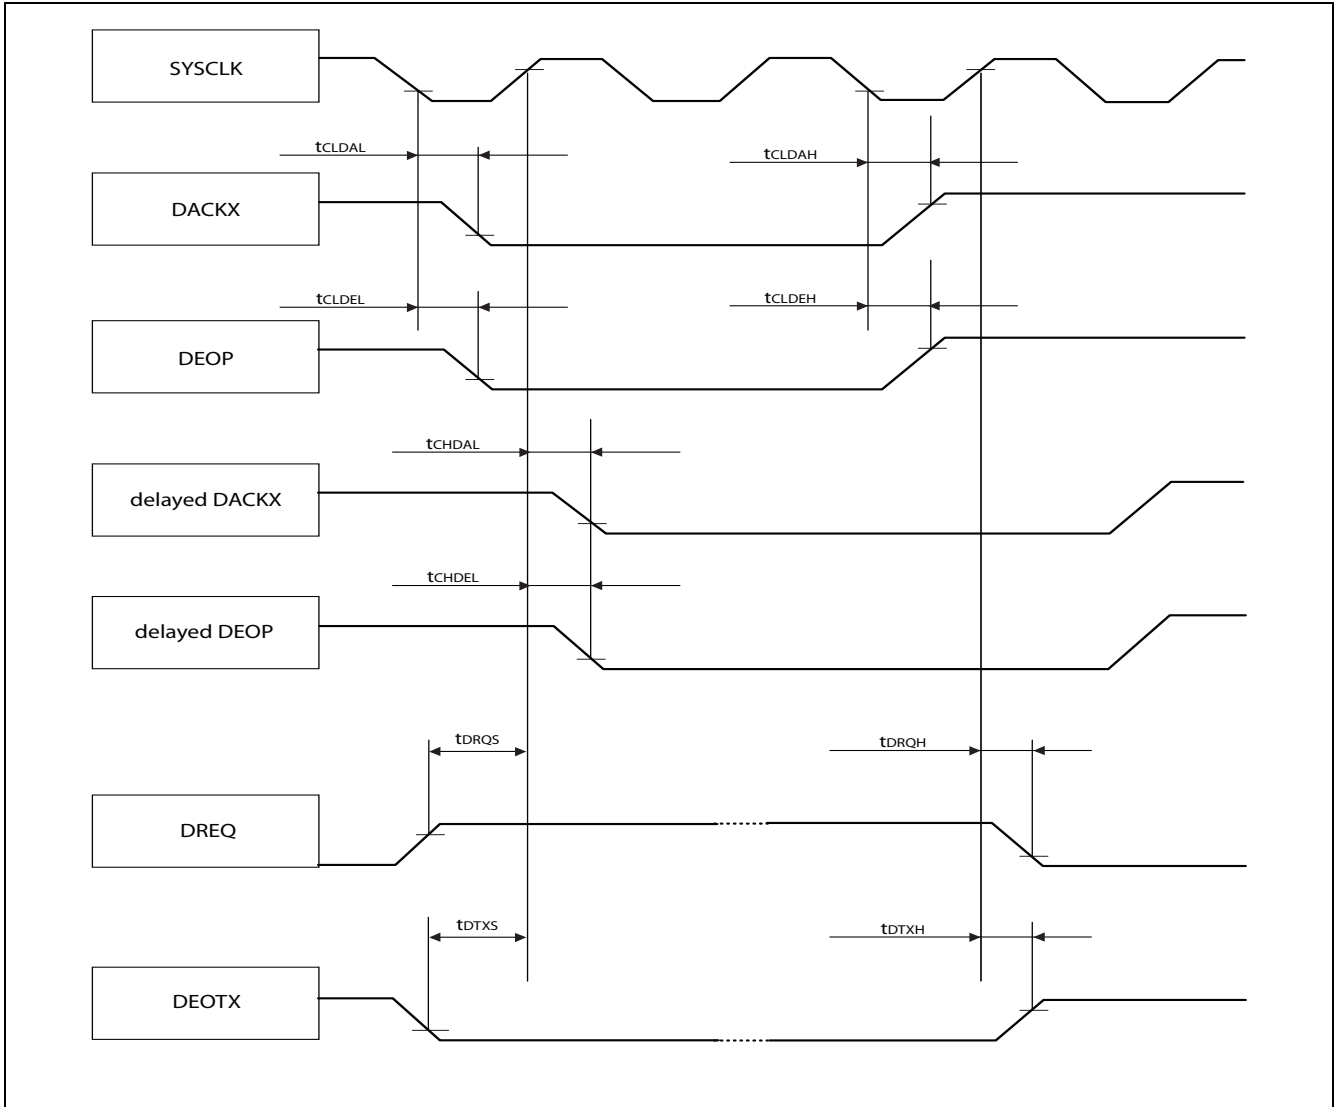 SYSCLK
tCLDAL
tCLDAH
DACKX
tCLDEL
tCLDEH
DEOP
tCHDAL
delayed DACKX
tCHDEL
delayed DEOP
tDRQS
tDRQH
DREQ
tDTXS
tDTXH
DEOTX